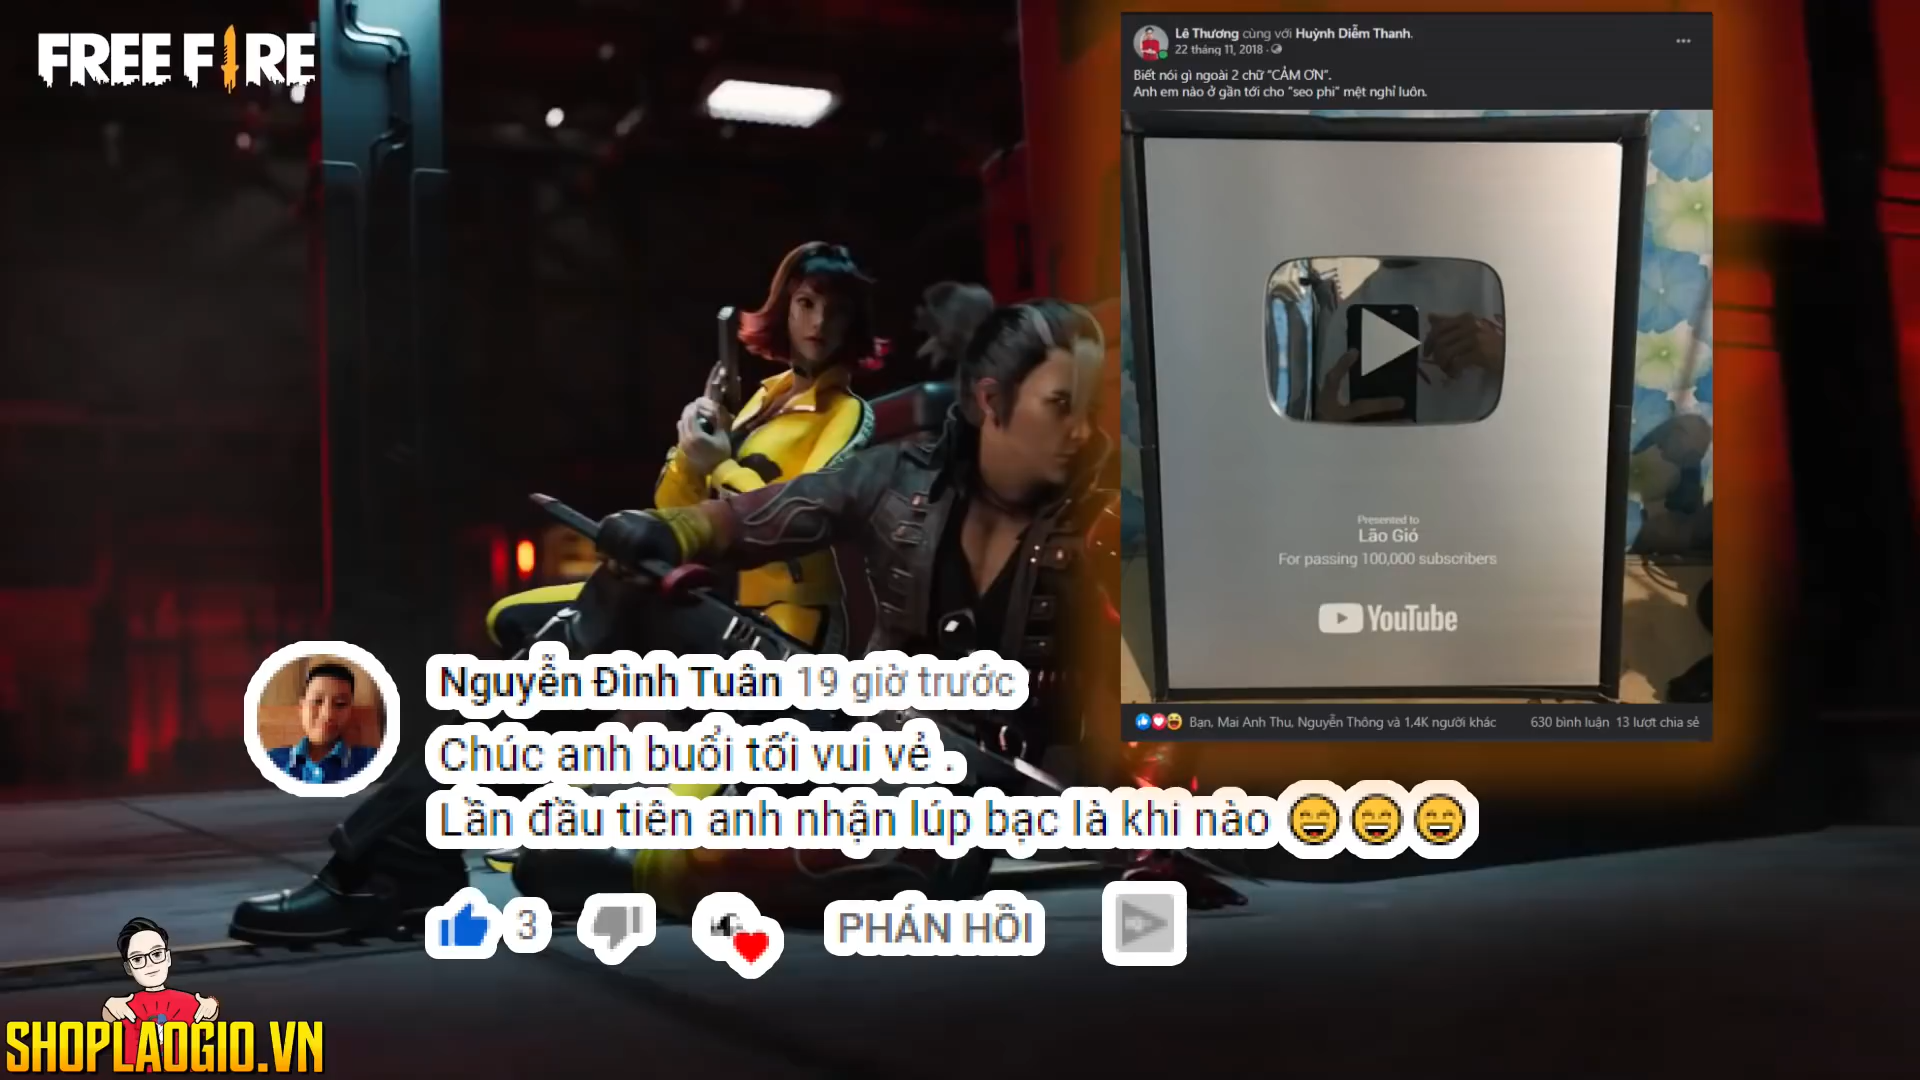 FREE FIRE
Lê Thương cùng với Huỳnh Diễm Thanh.
22 tháng 11, 2018 ·
Biết nói gì ngoài 2 chữ "CẢM ƠN".
Anh em nào ở gần tới cho "seo phi" mệt nghỉ luôn.
Presented to
Lão Gió
For passing 100,000 subscribers
YouTube
Bạn, Mai Anh Thu, Nguyễn Thông và 1,4K người khác
630 bình luận 13 lượt chia sẻ
Nguyễn Đình Tuân 19 giờ trước
Chúc anh buổi tối vui vẻ .
Lần đầu tiên anh nhận lúp bạc là khi nào 😄😄😄
3
PHẢN HỒI
SHOPLAOGIO.VN